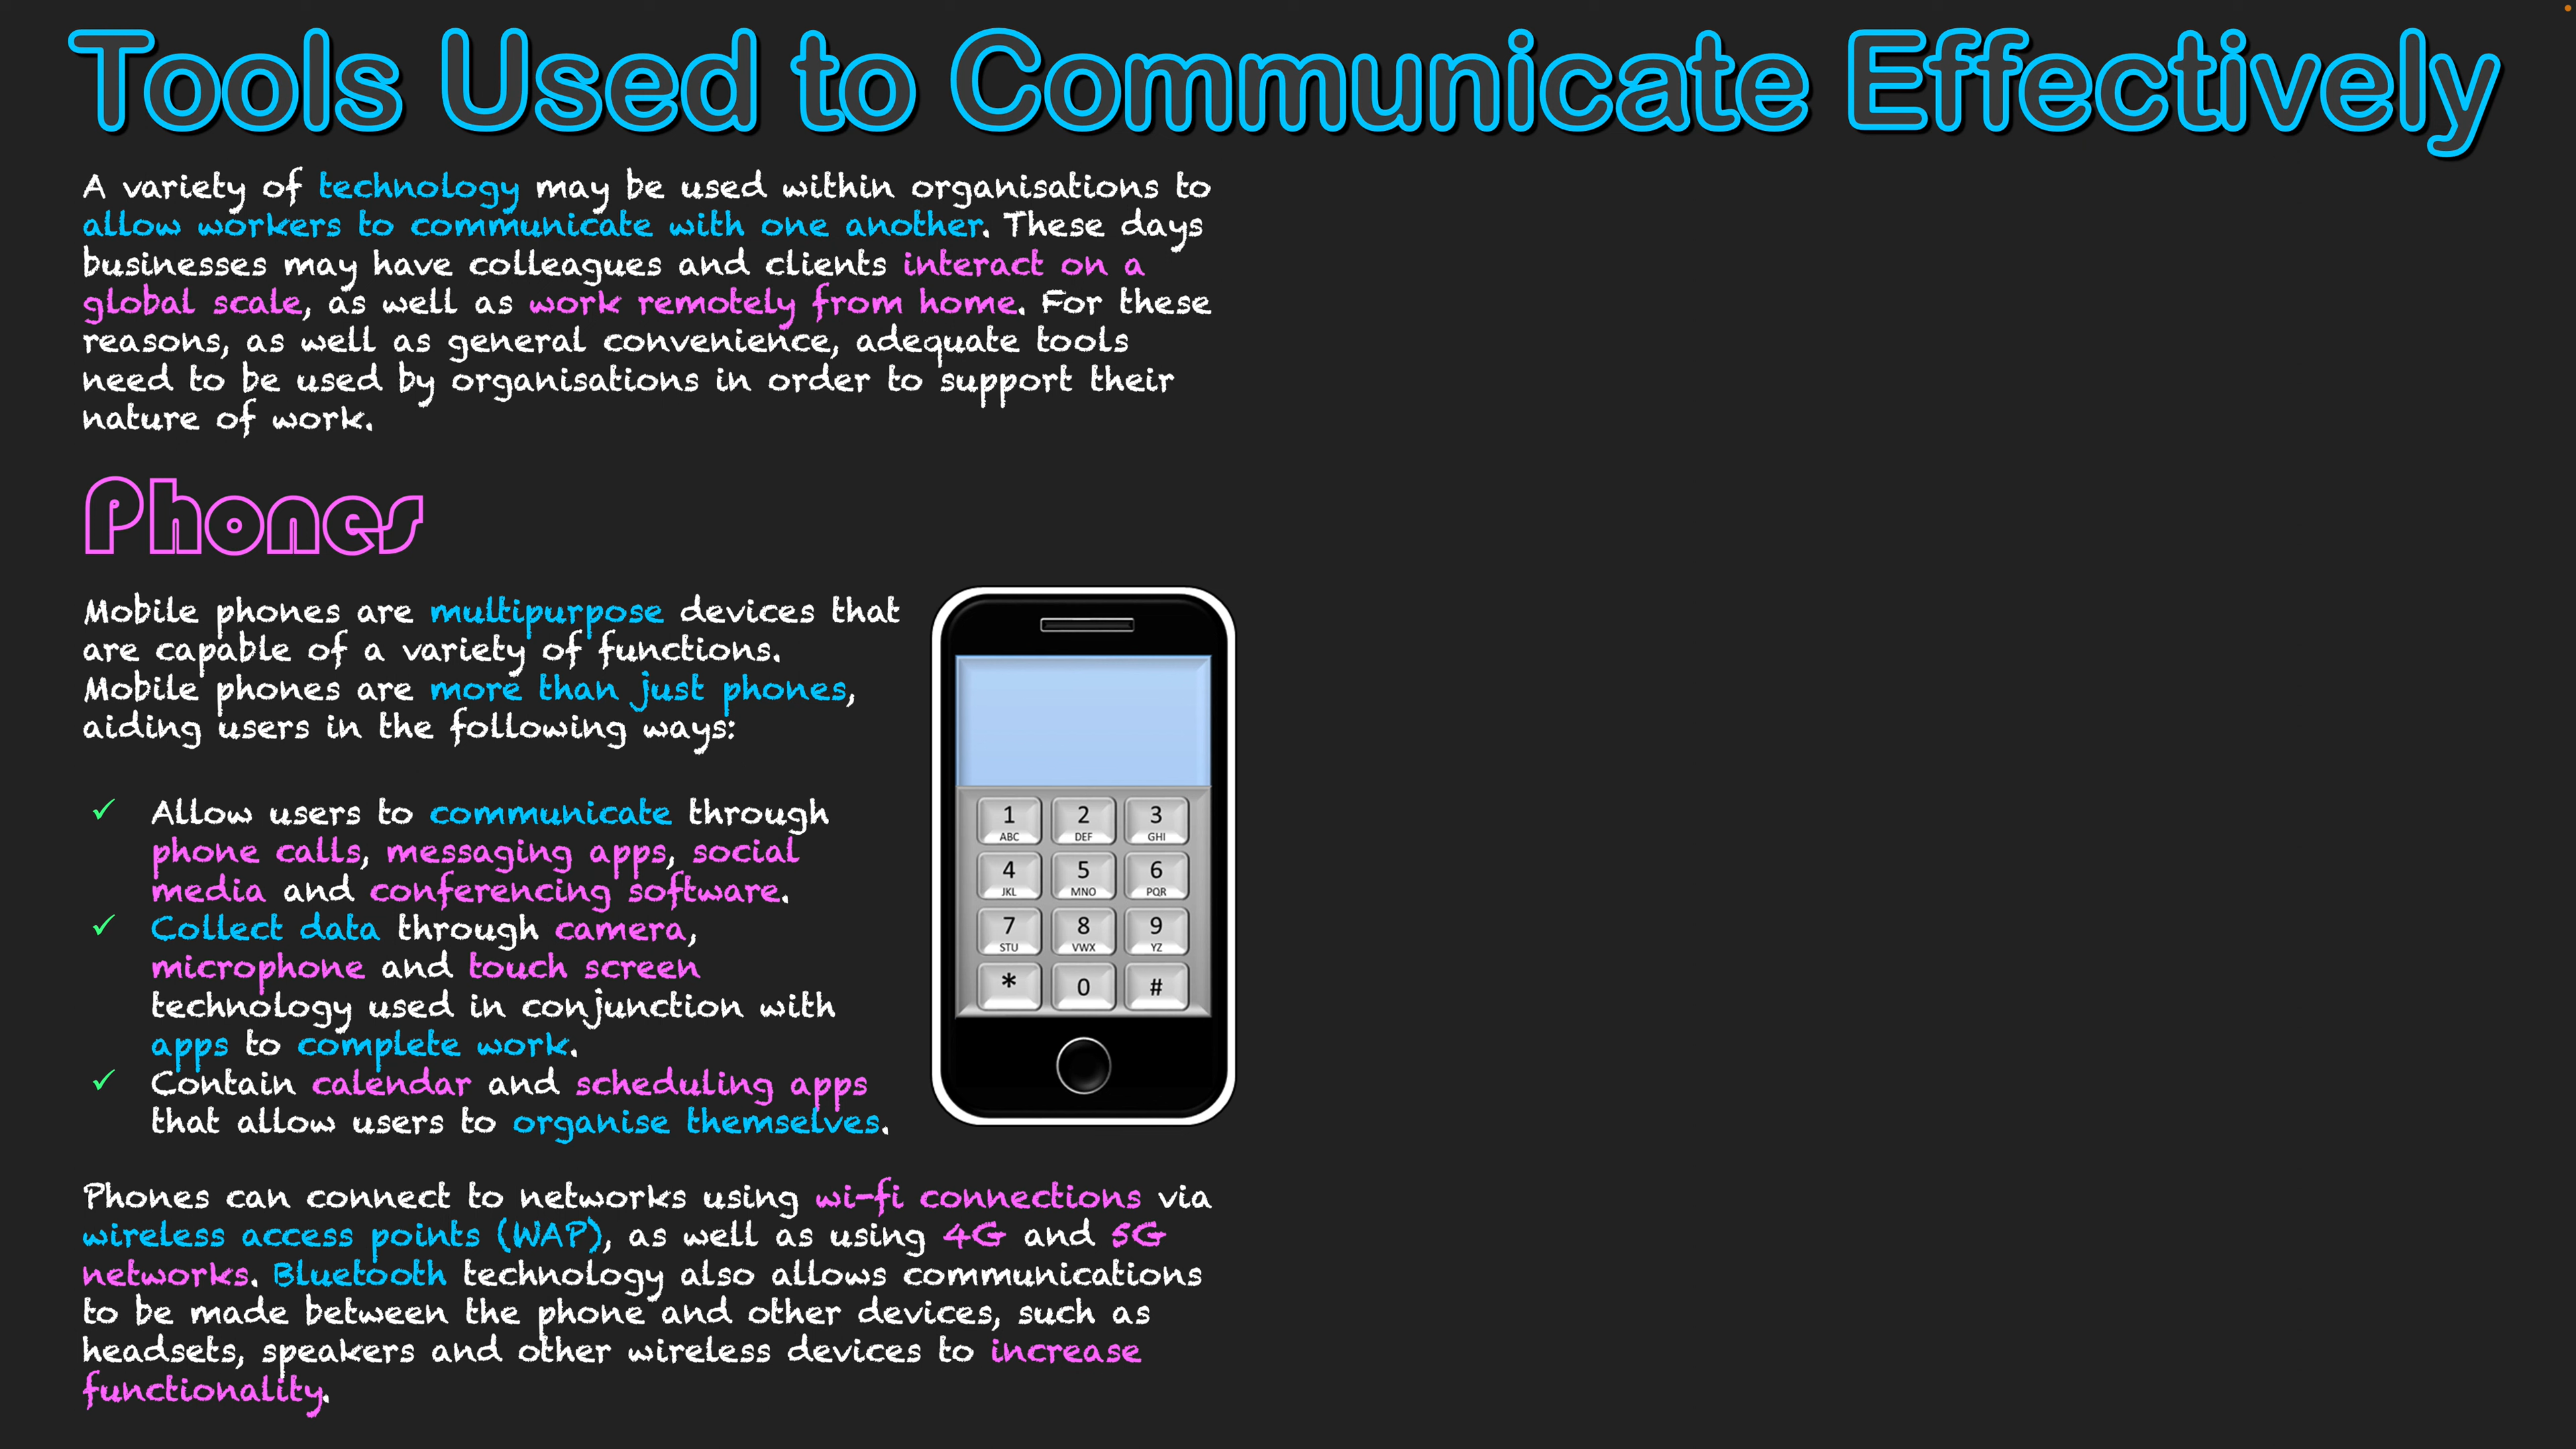 Tools Used to Communicate Effectively
A variety of technology may be used within organisations to
allow workers to communicate with one another. These days
businesses may have colleagues and clients interact on a
global scale, as well as work remotely from home. For these
reasons, as well as general convenience, adequate tools
need to be used by organisations in order to support their
nature of work.
Phones
Mobile phones are multipurpose devices that
are capable of a variety of functions.
Mobile phones are more than just phones,
aiding users in the following ways:
✓ Allow users to communicate through
phone calls, messaging apps, social
media and conferencing software.
✓ Collect data through camera,
microphone and touch screen
technology used in conjunction with
apps to complete work.
✓ Contain calendar and scheduling apps
that allow users to organise themselves.
1 2 3
ABC DEF GHI
4 5 6
JKL MNO PQR
7 8 9
STU VWX YZ
* 0 #
Phones can connect to networks using wi-fi connections via
wireless access points (WAP), as well as using 4G and 5G
networks. Bluetooth technology also allows communications
to be made between the phone and other devices, such as
headsets, speakers and other wireless devices to increase
functionality.